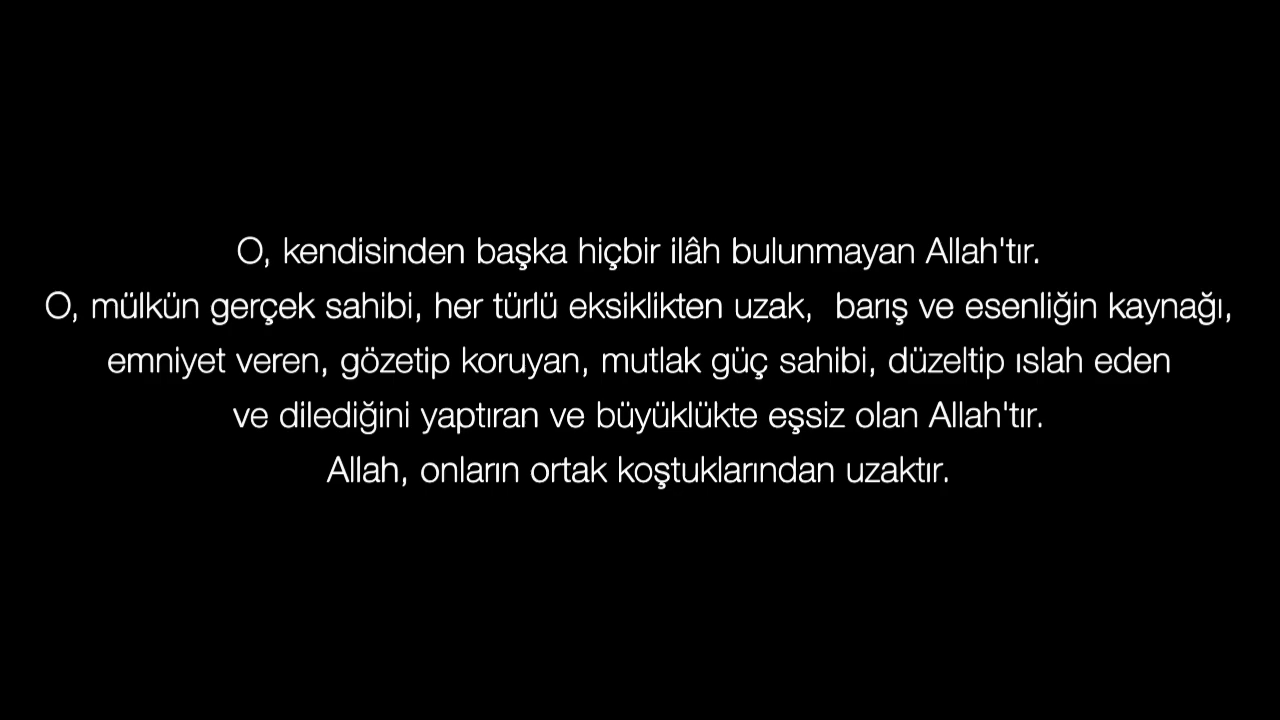 O, kendisinden başka hiçbir ilâh bulunmayan Allah'tır.
O, mülkün gerçek sahibi, her türlü eksiklikten uzak,  barış ve esenliğin kaynağı,
emniyet veren, gözetip koruyan, mutlak güç sahibi, düzeltip ıslah eden
ve dilediğini yaptıran ve büyüklükte eşsiz olan Allah'tır.
Allah, onların ortak koştuklarından uzaktır.